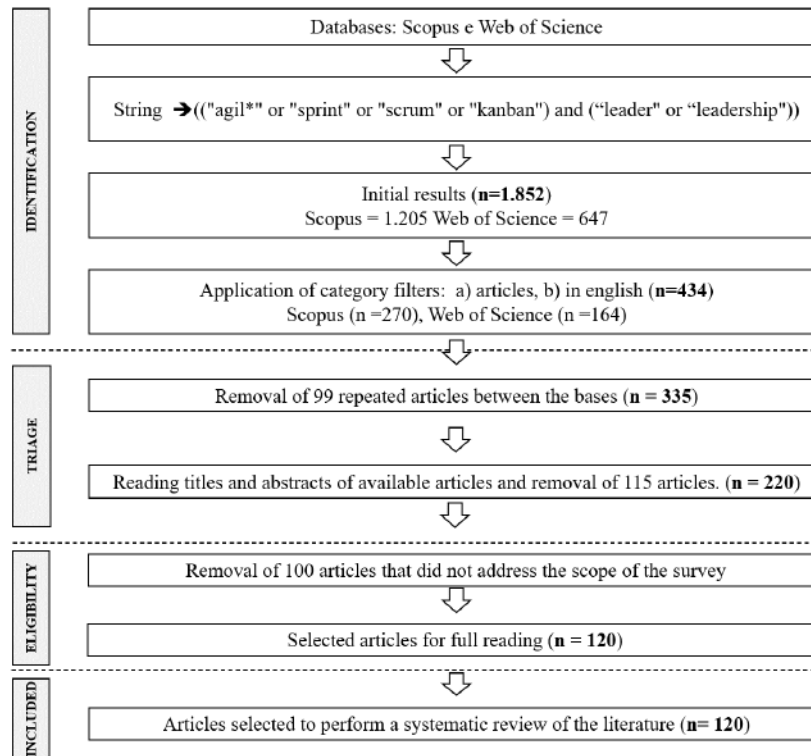 IDENTIFICATION
Databases: Scopus e Web of Science
String ➔(("agil*" or "sprint" or "scrum" or "kanban") and (“leader" or “leadership"))
Initial results (n=1.852)
Scopus = 1.205 Web of Science = 647
Application of category filters: a) articles, b) in english (n=434)
Scopus (n =270), Web of Science (n =164)
TRIAGE
Removal of 99 repeated articles between the bases (n = 335)
Reading titles and abstracts of available articles and removal of 115 articles. (n = 220)
ELIGIBILITY
Removal of 100 articles that did not address the scope of the survey
Selected articles for full reading (n = 120)
INCLUDED
Articles selected to perform a systematic review of the literature (n= 120)